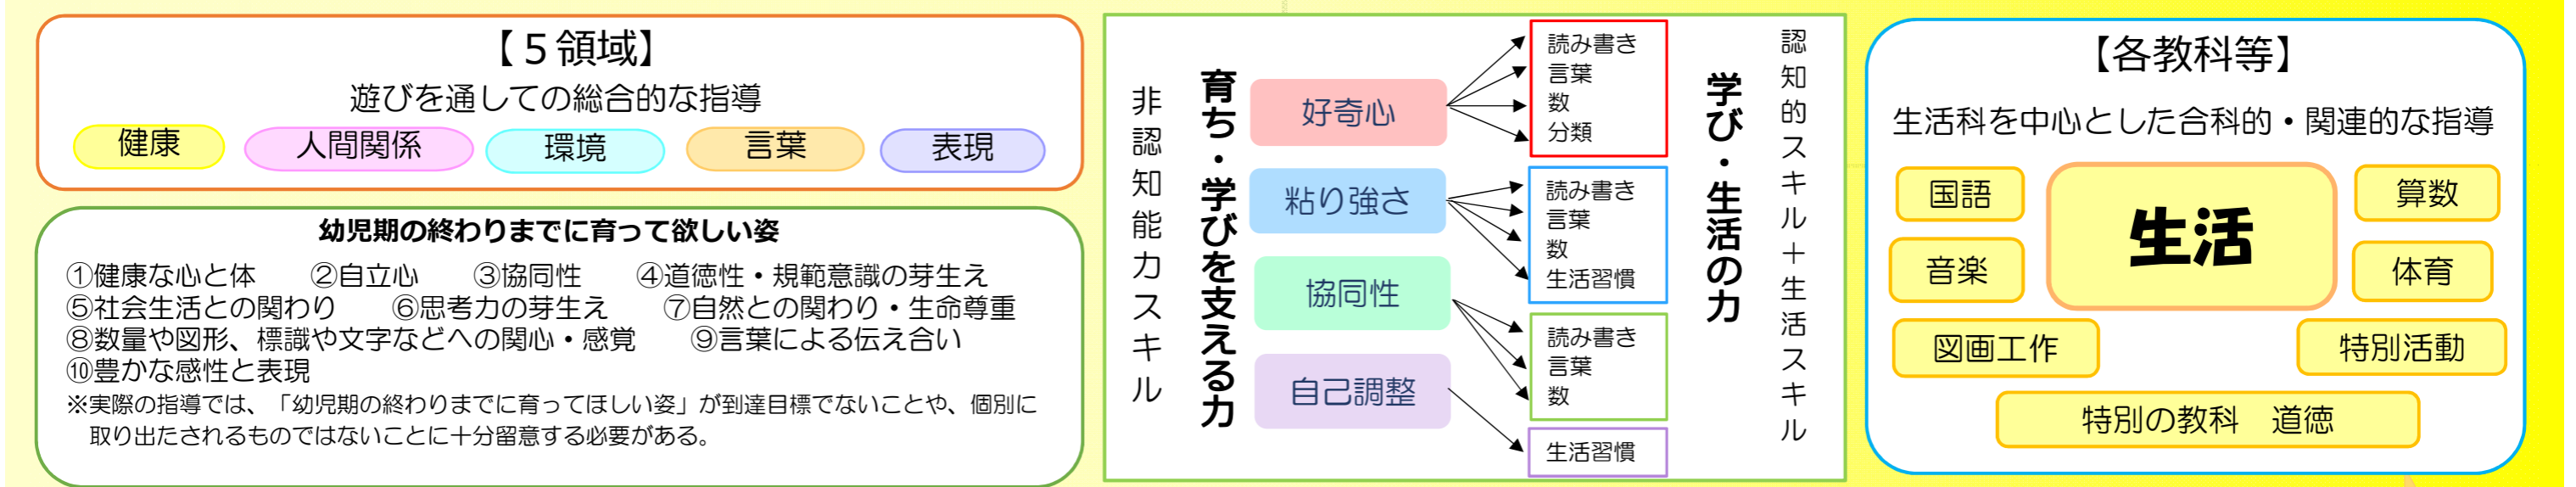 【５領域】
遊びを通しての総合的な指導
健康　人間関係　環境　言葉　表現
幼児期の終わりまでに育って欲しい姿
①健康な心と体　②自立心　③協同性　④道徳性・規範意識の芽生え
⑤社会生活との関わり　⑥思考力の芽生え　⑦自然との関わり・生命尊重
⑧数量や図形、標識や文字などへの関心・感覚　⑨言葉による伝え合い
⑩豊かな感性と表現
※実際の指導では、「幼児期の終わりまでに育ってほしい姿」が到達目標でないことや、個別に
取り出たされるものではないことに十分留意する必要がある。
非認知能力スキル
育ち・学びを支える力
好奇心
粘り強さ
協同性
自己調整
読み書き
言葉
数
分類
読み書き
言葉
数
生活習慣
読み書き
言葉
数
生活習慣
学び・生活の力
認知的スキル＋生活スキル
【各教科等】
生活科を中心とした合科的・関連的な指導
国語
算数
生活
音楽
体育
図画工作
特別活動
特別の教科　道徳